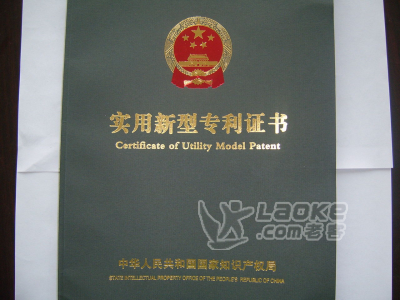 实用新型专利证书
Certificate of Utility Model Patent
LAOKE
.com老客
中华人民共和国国家知识产权局
STATE INTELLECTUAL PROPERTY OFFICE OF THE PEOPLE'S REPUBLIC OF CHINA